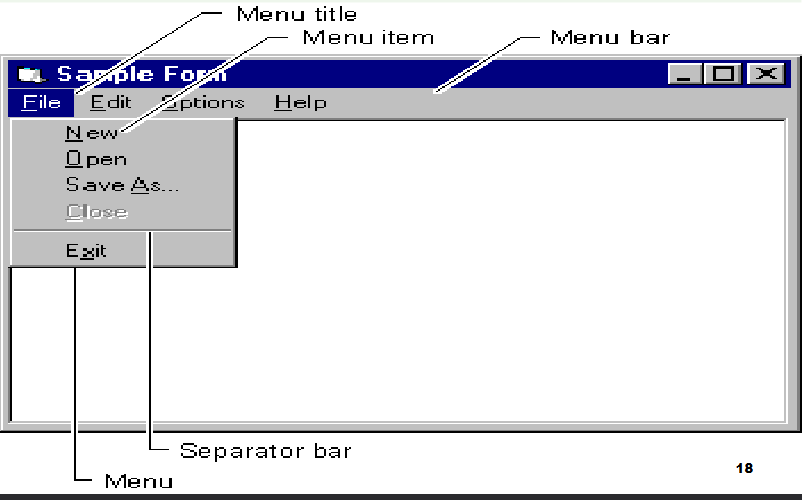 Menu title
Menu item
Menu bar
Sample Form
File Edit Options Help
New
Open
Save As...
Close
Exit
Separator bar
18
Menu